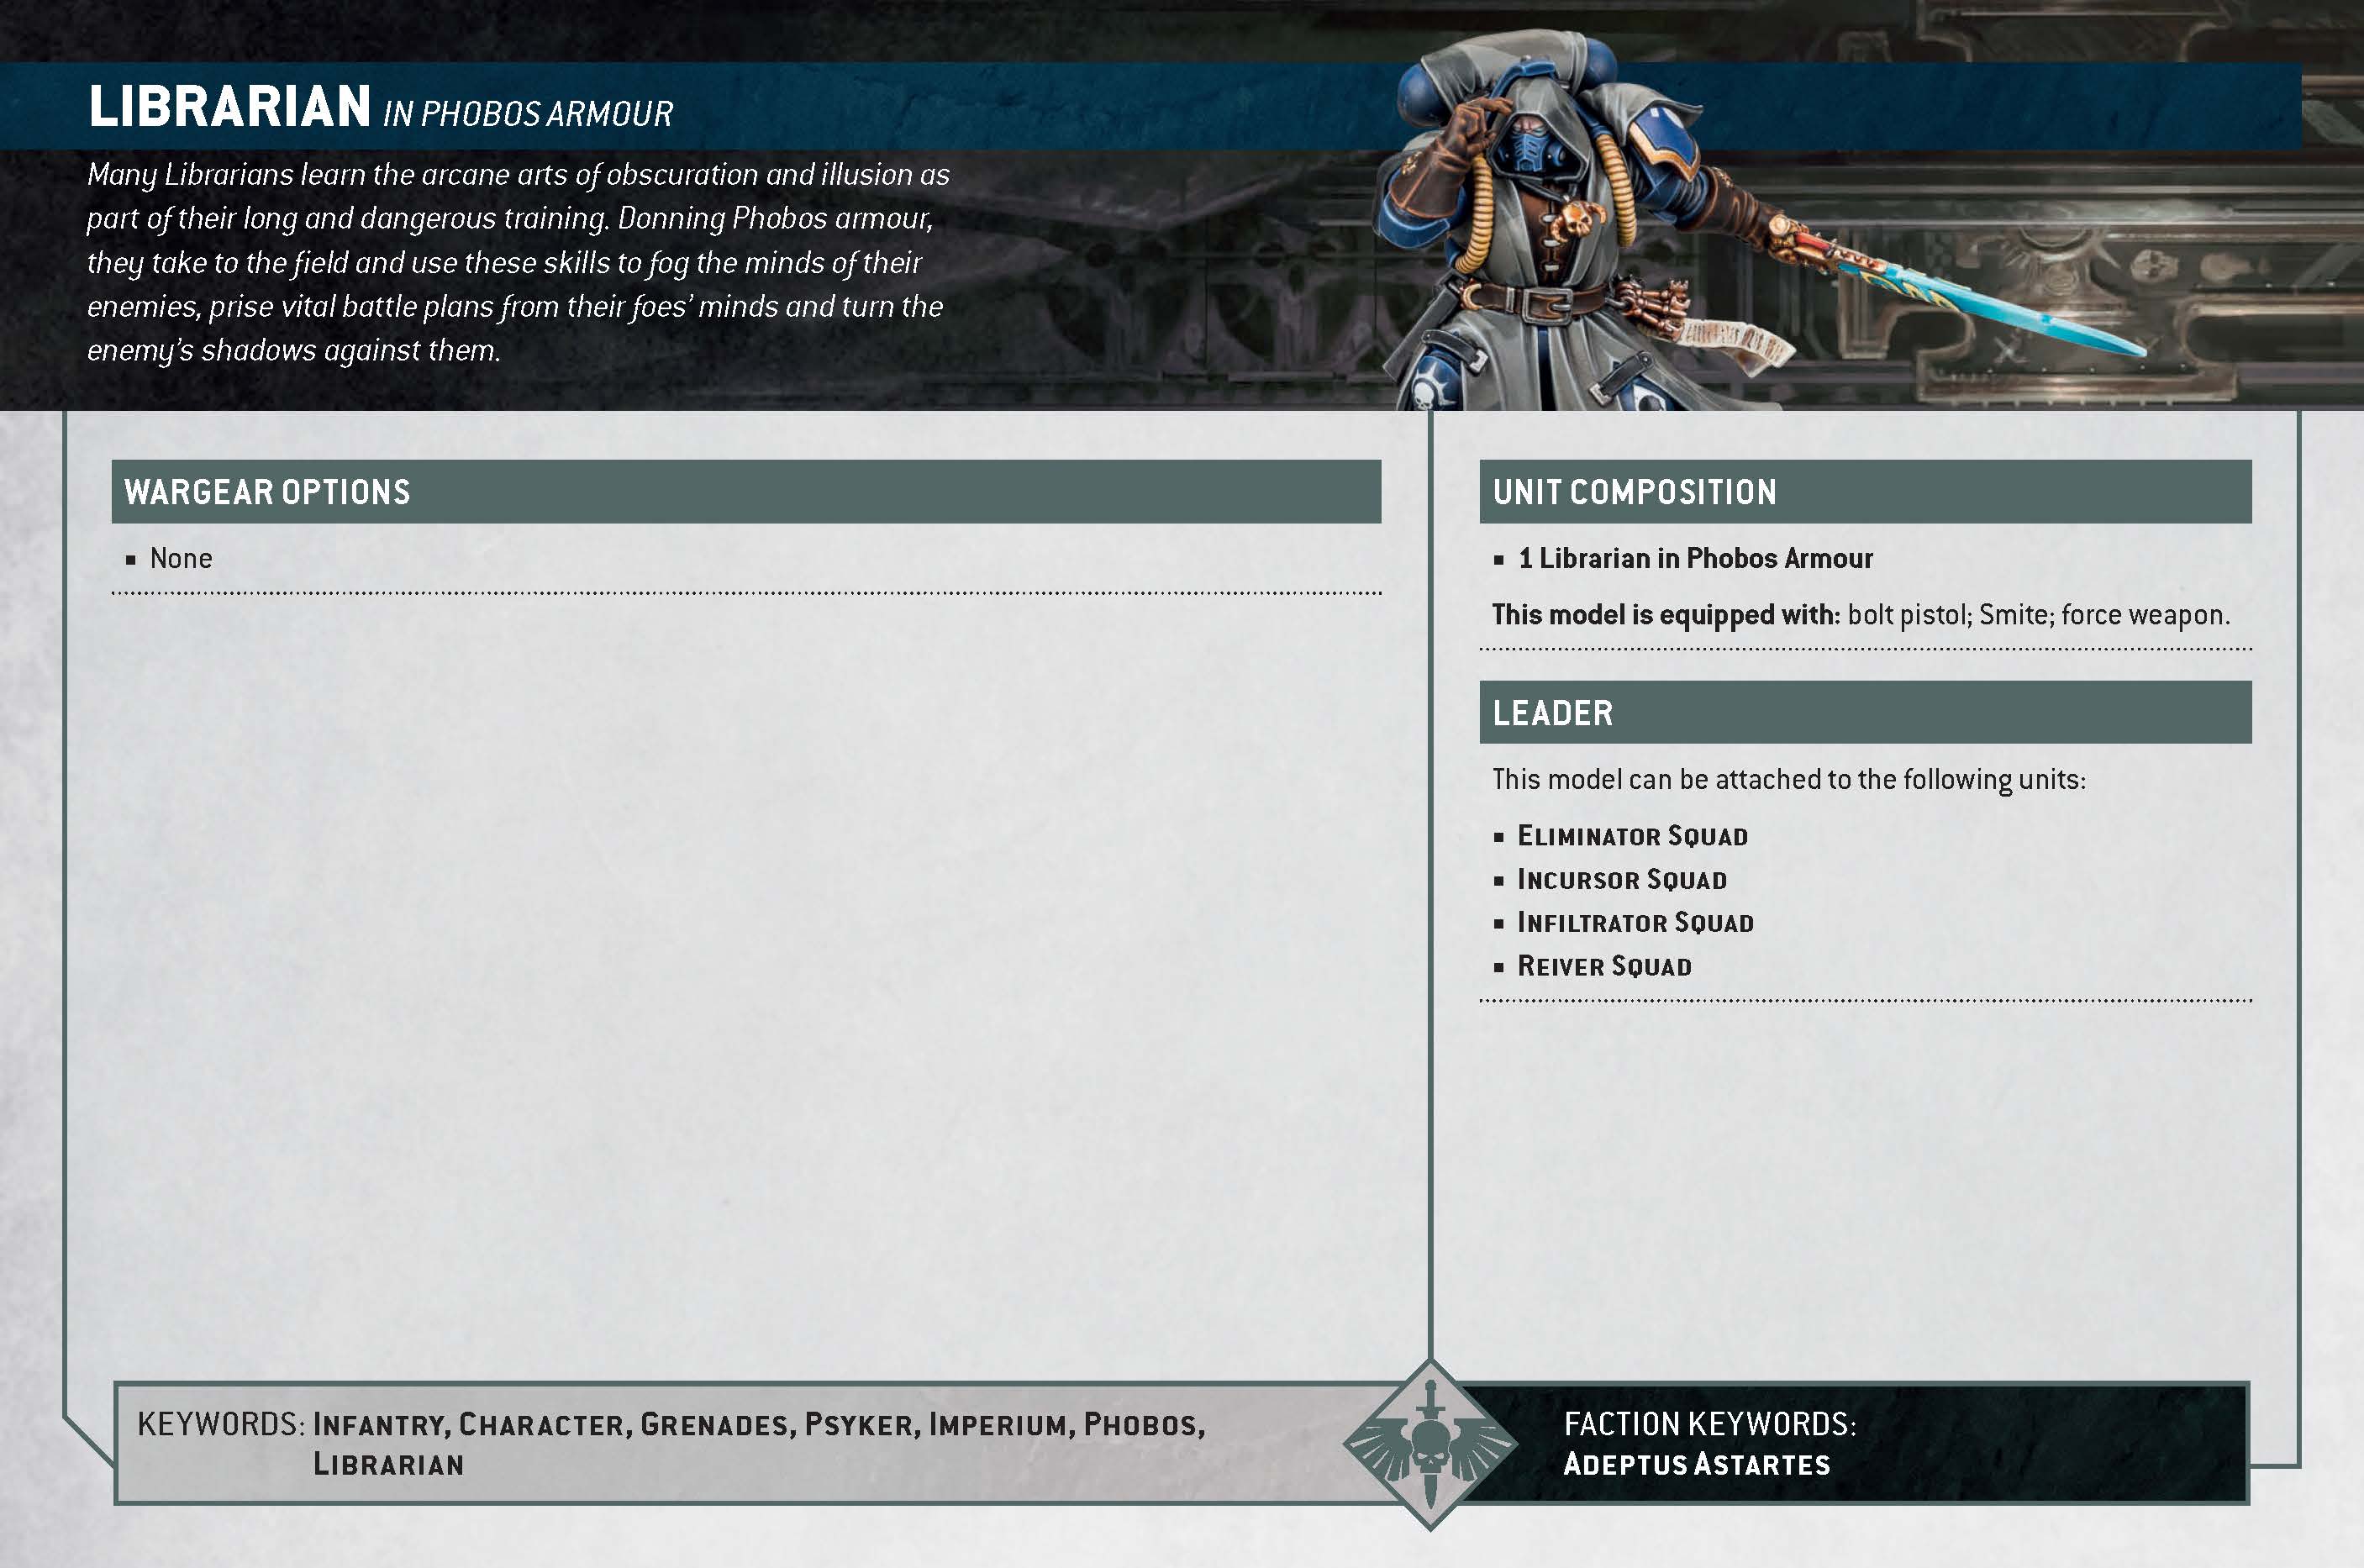 LIBRARIAN IN PHOBOS ARMOUR
Many Librarians learn the arcane arts of obscuration and illusion as
part of their long and dangerous training. Donning Phobos armour,
they take to the field and use these skills to fog the minds of their
enemies, prise vital battle plans from their foes' minds and turn the
enemy's shadows against them.
WARGEAR OPTIONS
▪ None
UNIT COMPOSITION
▪ 1 Librarian in Phobos Armour
This model is equipped with: bolt pistol; Smite; force weapon.
LEADER
This model can be attached to the following units:
▪ ELIMINATOR SQUAD
▪ INCURSOR SQUAD
▪ INFILTRATOR SQUAD
▪ REIVER SQUAD
KEYWORDS: INFANTRY, CHARACTER, GRENADES, PSYKER, IMPERIUM, PHOBOS,
LIBRARIAN
FACTION KEYWORDS:
ADEPTUS ASTARTES